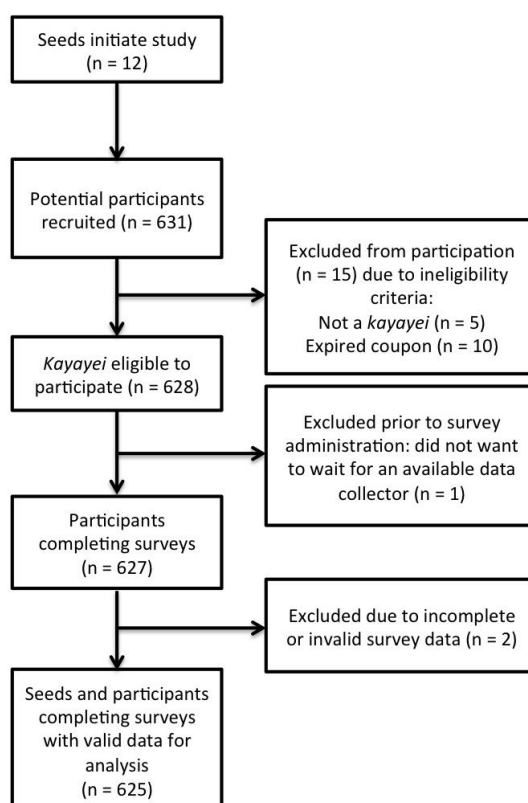 Seeds initiate study
(n = 12)
Potential participants
recruited (n = 631)
Excluded from participation
(n = 15) due to ineligibility
criteria:
Not a kayayei (n = 5)
Expired coupon (n = 10)
Kayayei eligible to
participate (n = 628)
Excluded prior to survey
administration: did not want
to wait for an available data
collector (n = 1)
Participants
completing surveys
(n = 627)
Excluded due to incomplete
or invalid survey data (n = 2)
Seeds and participants
completing surveys
with valid data for
analysis
(n = 625)